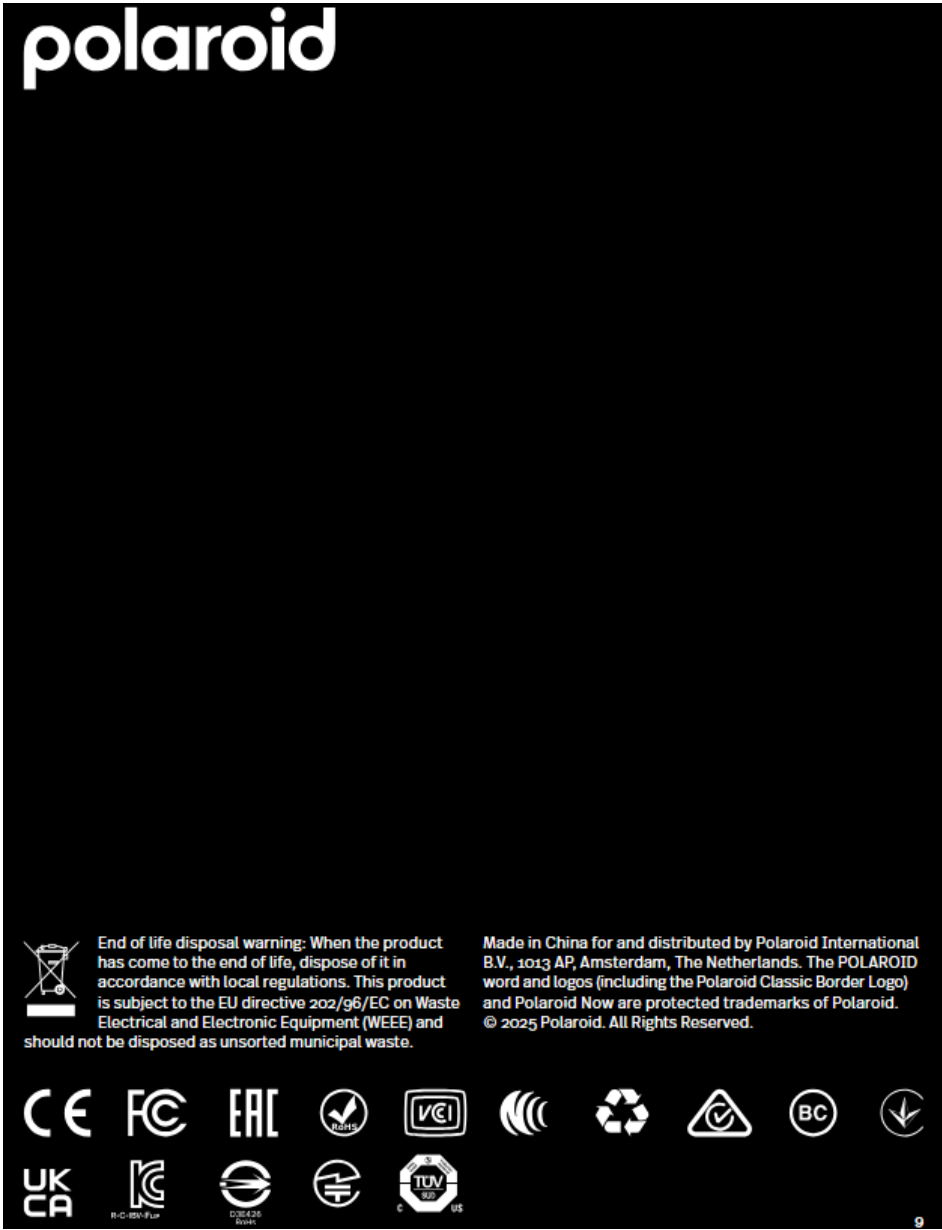 polaroid
End of life disposal warning: When the product
has come to the end of life, dispose of it in
accordance with local regulations. This product
is subject to the EU directive 202/96/EC on Waste
Electrical and Electronic Equipment (WEEE) and
should not be disposed as unsorted municipal waste.
Made in China for and distributed by Polaroid International
B.V., 1013 AP, Amsterdam, The Netherlands. The POLAROID
word and logos (including the Polaroid Classic Border Logo)
and Polaroid Now are protected trademarks of Polaroid.
© 2025 Polaroid. All Rights Reserved.
CE FC EAC RoHS VCI BC
UK
CA
KC
R-C-ISV-Flip
D3E426
RoHS
TÜV
SÜD
C US
9